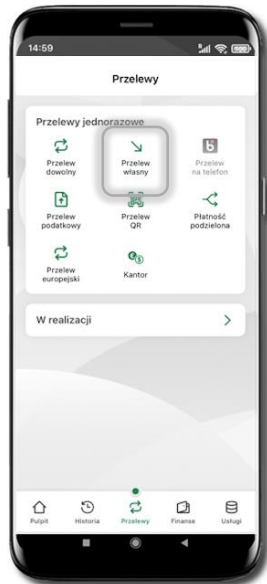 14:59
Przelewy
Przelewy jednorazowe
Przelew dowolny
Przelew własny
Przelew na telefon
Przelew podatkowy
Przelew QR
Płatność podzielona
Przelew europejski
Kantor
W realizacji
Pulpit Historia Przelewy Finanse Usługi